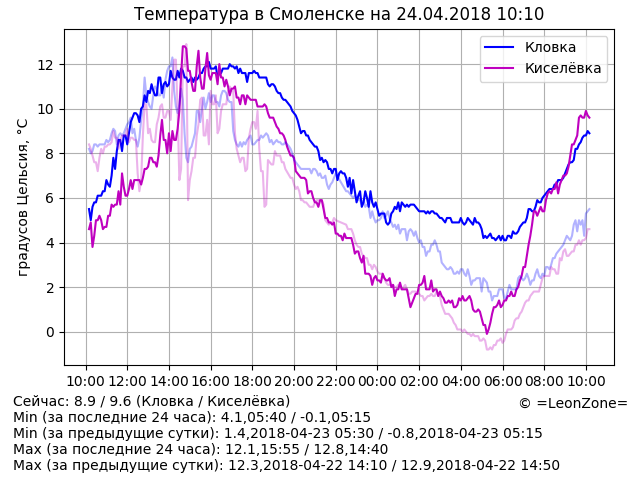 Температура в Смоленске на 24.04.2018 10:10
Кловка
Киселёвка
градусов Цельсия, °C
12
10
8
6
4
2
0
10:00 12:00 14:00 16:00 18:00 20:00 22:00 00:00 02:00 04:00 06:00 08:00 10:00
Сейчас: 8.9 / 9.6 (Кловка / Киселёвка)
© =LeonZone=
Min (за последние 24 часа): 4.1,05:40 / -0.1,05:15
Min (за предыдущие сутки): 1.4,2018-04-23 05:30 / -0.8,2018-04-23 05:15
Max (за последние 24 часа): 12.1,15:55 / 12.8,14:40
Max (за предыдущие сутки): 12.3,2018-04-22 14:10 / 12.9,2018-04-22 14:50